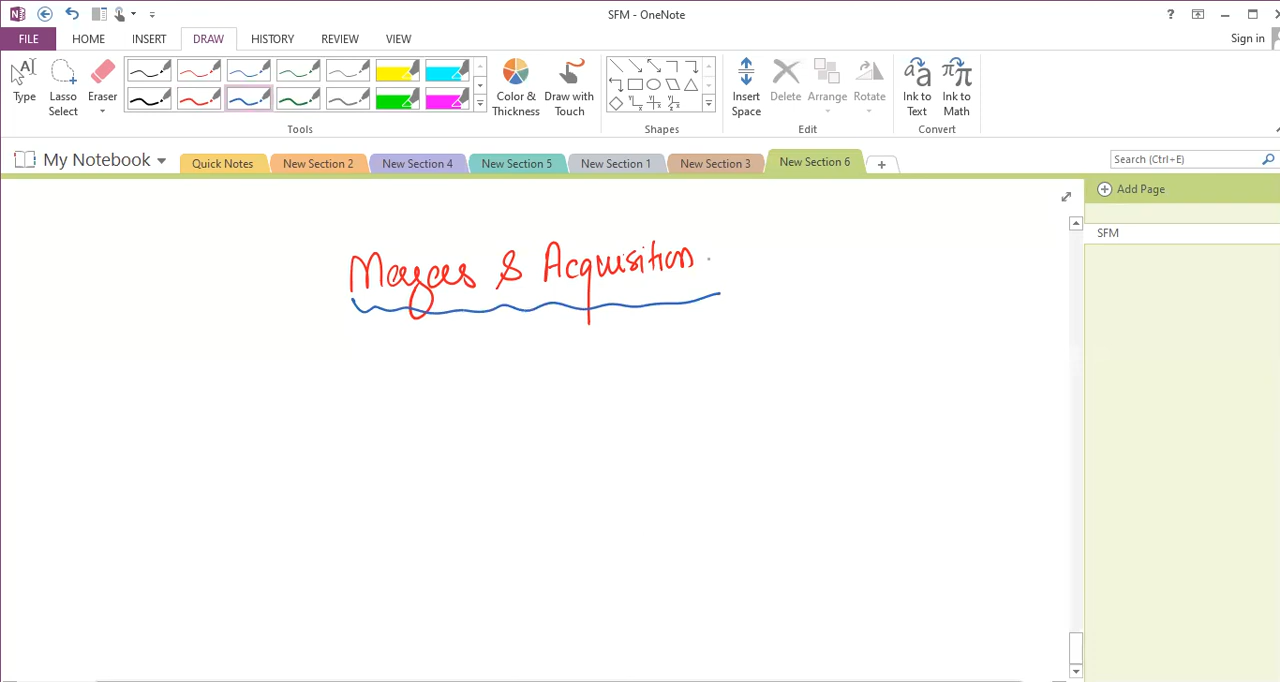 SFM - OneNote
?
FILE HOME INSERT DRAW HISTORY REVIEW VIEW
Sign in
Type
Lasso Select
Eraser
Color & Thickness
Draw with Touch
Insert Space
Delete
Arrange
Rotate
Ink to Text
Ink to Math
Tools Shapes Edit Convert
My Notebook Quick Notes New Section 2 New Section 4 New Section 5 New Section 1 New Section 3 New Section 6 +
Search (Ctrl+E)
Add Page
SFM
Mergers & Acquisition